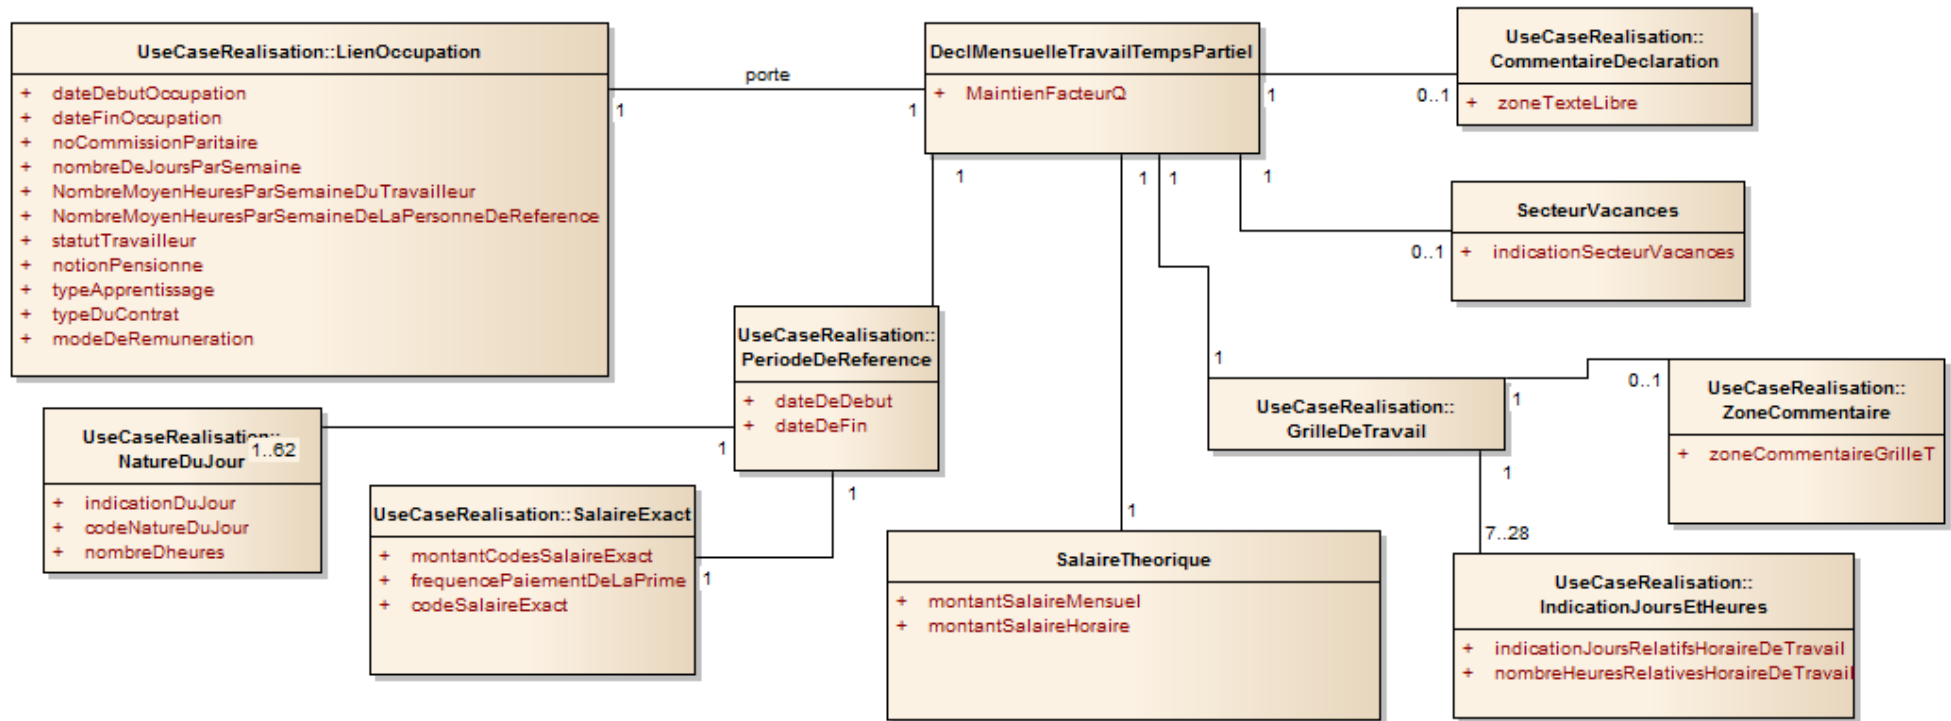 UseCaseRealisation::LienOccupation
+ dateDebutOccupation
+ dateFinOccupation
+ noCommissionParitaire
+ nombreDeJoursParSemaine
+ NombreMoyenHeuresParSemaineDuTravailleur
+ NombreMoyenHeuresParSemaineDeLaPersonneDeReference
+ statutTravailleur
+ notionPensionne
+ typeApprentissage
+ typeDuContrat
+ modeDeRemuneration
porte
1
1
DeclMensuelleTravailTempsPartiel
+ MaintienFacteurQ
1
0..1
UseCaseRealisation::
CommentaireDeclaration
+ zoneTexteLibre
1
1
1
1
0..1
SecteurVacances
+ indicationSecteurVacances
UseCaseRealisation::
PeriodeDeReference
+ dateDeDebut
+ dateDeFin
1
1
UseCaseRealisation::
NatureDuJour
1..62
+ indicationDuJour
+ codeNatureDuJour
+ nombreDheures
UseCaseRealisation::SalaireExact
+ montantCodesSalaireExact
+ frequencePaiementDeLaPrime
+ codeSalaireExact
1
1
SalaireTheorique
+ montantSalaireMensuel
+ montantSalaireHoraire
1
UseCaseRealisation::
GrilleDeTravail
1
0..1
UseCaseRealisation::
ZoneCommentaire
+ zoneCommentaireGrilleT
1
7..28
UseCaseRealisation::
IndicationJoursEtHeures
+ indicationJoursRelatifsHoraireDeTravail
+ nombreHeuresRelativesHoraireDeTravail